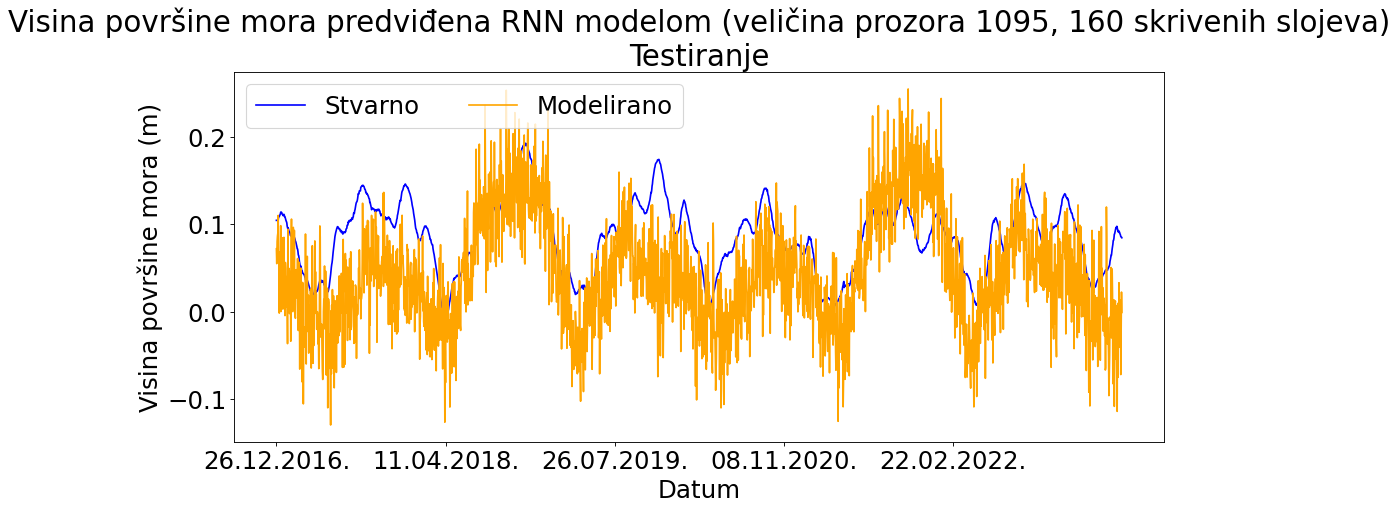 Visina površine mora predviđena RNN modelom (veličina prozora 1095, 160 skrivenih slojeva)
Testiranje
Stvarno Modelirano
Visina površine mora (m)
0.2
0.1
0.0
−0.1
26.12.2016. 11.04.2018. 26.07.2019. 08.11.2020. 22.02.2022.
Datum